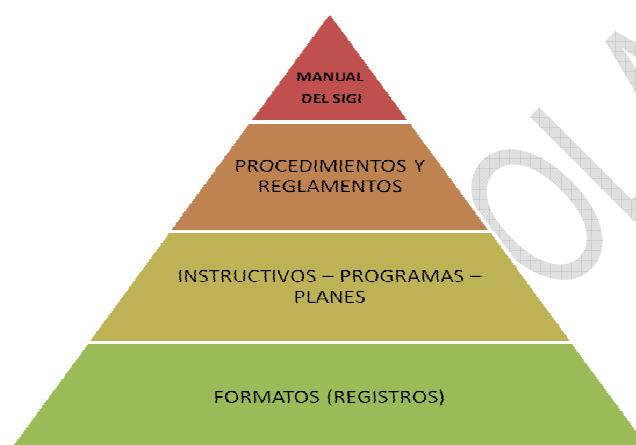 MANUAL
DEL SIGI
PROCEDIMIENTOS Y
REGLAMENTOS
INSTRUCTIVOS – PROGRAMAS –
PLANES
FORMATOS (REGISTROS)